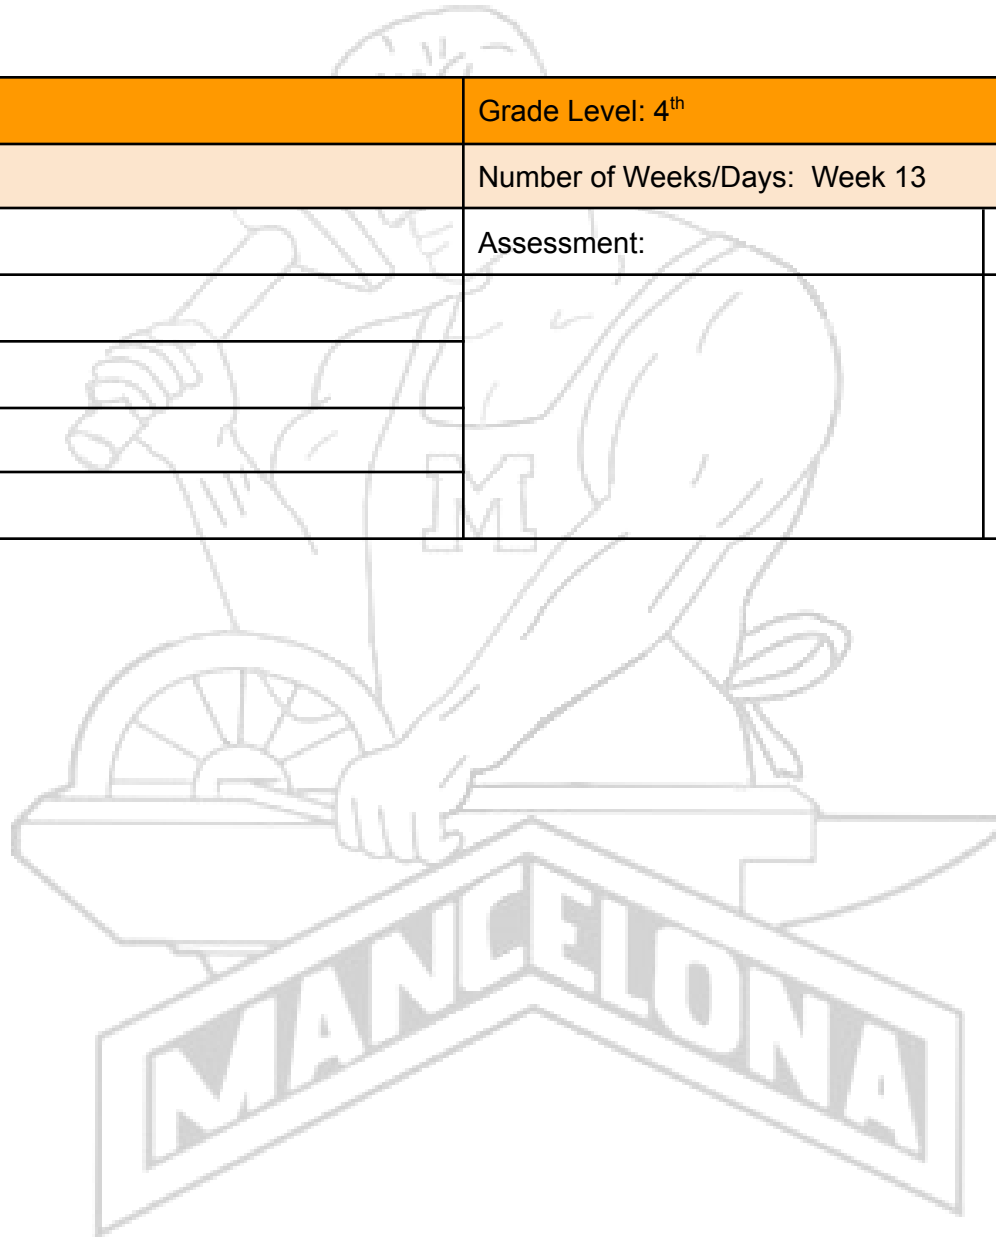 Grade Level: 4th
Number of Weeks/Days: Week 13
Assessment:
M
MANCELONA